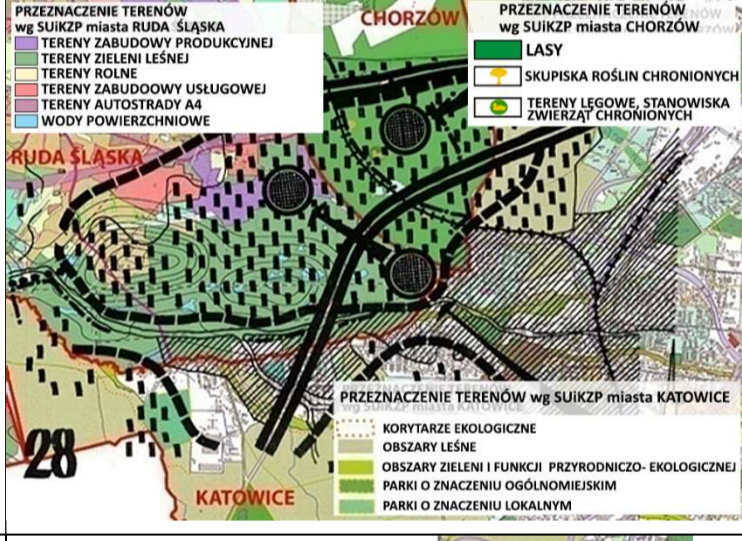 PRZEZNACZENIE TERENÓW
wg SUiKZP miasta RUDA ŚLĄSKA
TERENY ZABUDOWY PRODUKCYJNEJ
TERENY ZIELENI LEŚNEJ
TERENY ROLNE
TERENY ZABUDOOWY USŁUGOWEJ
TERENY AUTOSTRADY A4
WODY POWIERZCHNIOWE
CHORZÓW
PRZEZNACZENIE TERENÓW
wg SUiKZP miasta CHORZÓW
LASY
SKUPISKA ROŚLIN CHRONIONYCH
TERENY LĘGOWE, STANOWISKA
ZWIERZĄT CHRONIONYCH
RUDA ŚLĄSKA
PRZEZNACZENIE TERENÓW wg SUiKZP miasta KATOWICE
KORYTARZE EKOLOGICZNE
OBSZARY LEŚNE
OBSZARY ZIELENI I FUNKCJI PRZYRODNICZO- EKOLOGICZNEJ
PARKI O ZNACZENIU OGÓLNOMIEJSKIM
PARKI O ZNACZENIU LOKALNYM
28
KATOWICE